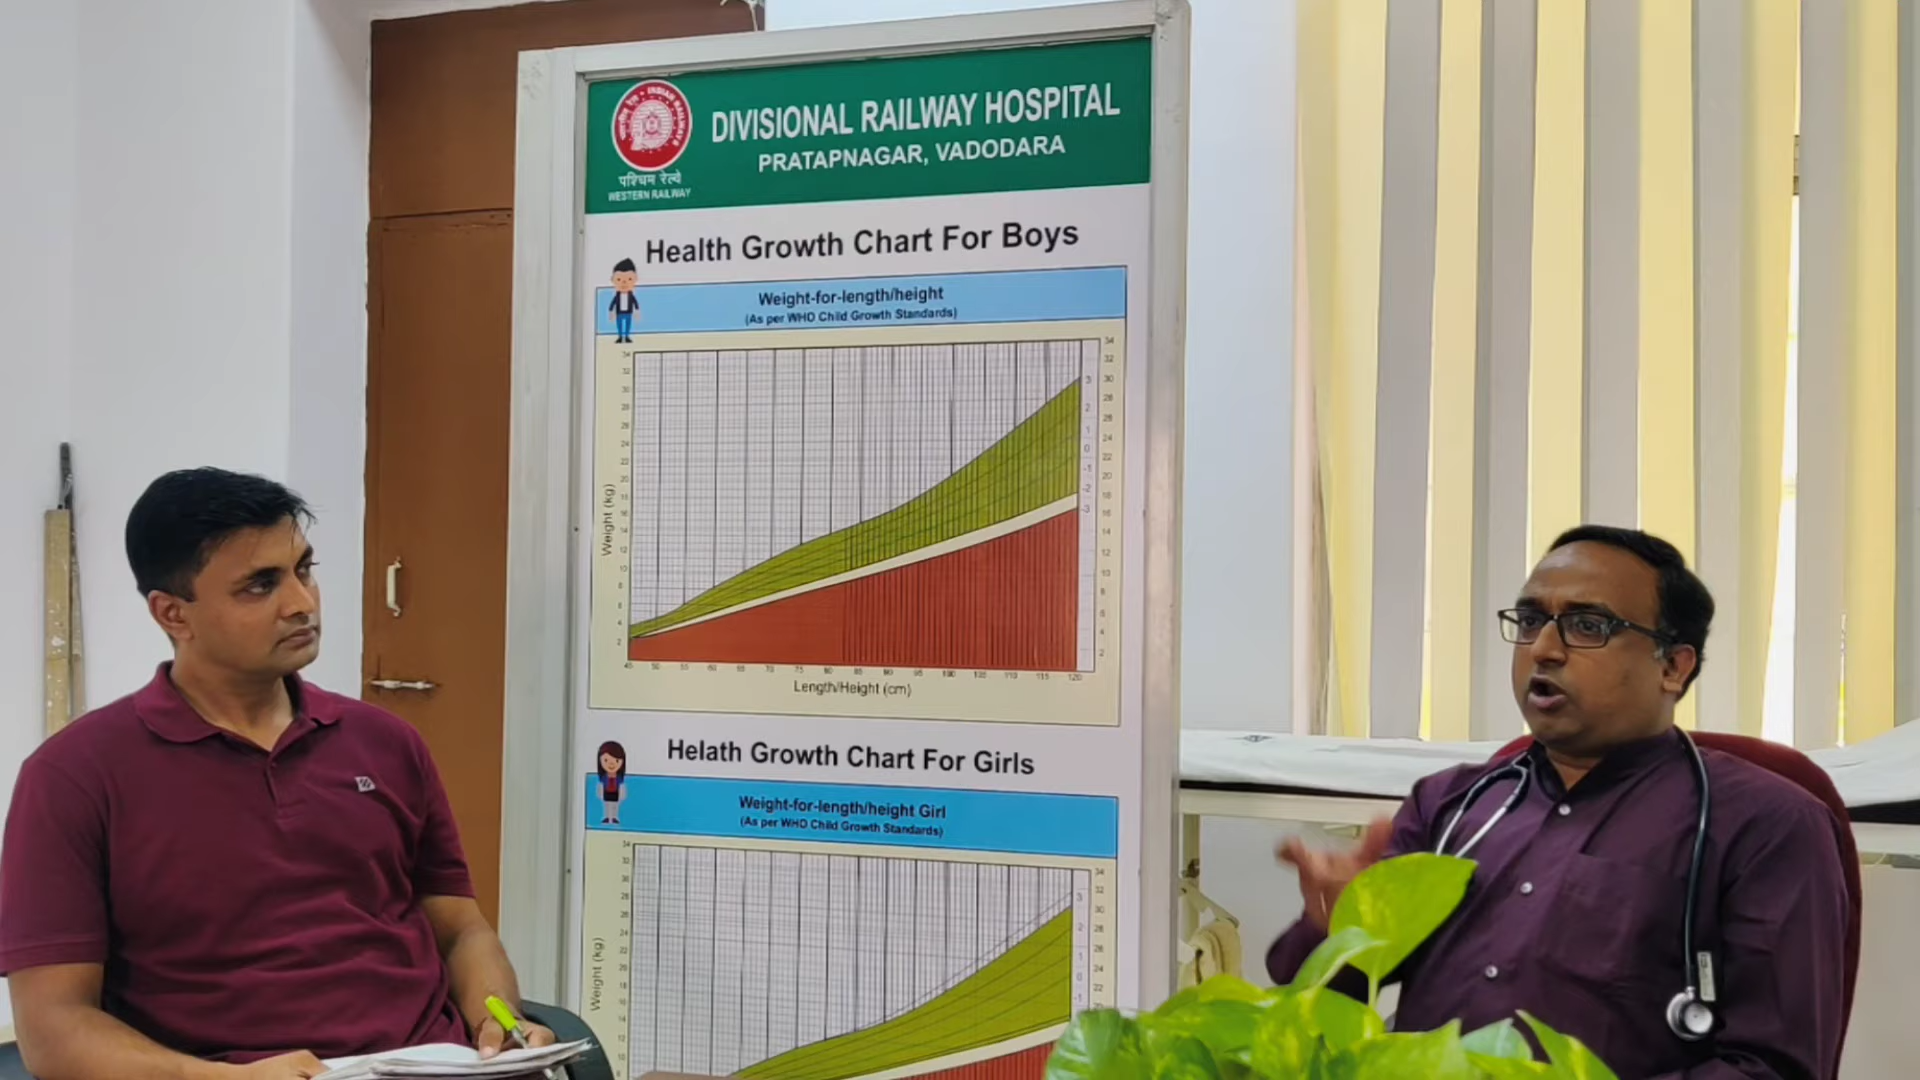 DIVISIONAL RAILWAY HOSPITAL
PRATAPNAGAR, VADODARA
पश्चिम रेल्वे
WESTERN RAILWAY
Health Growth Chart For Boys
Weight-for-length/height
(As per WHO Child Growth Standards)
Weight (kg)
Length/Height (cm)
Helath Growth Chart For Girls
Weight-for-length/height Girl
(As per WHO Child Growth Standards)
Weight (kg)